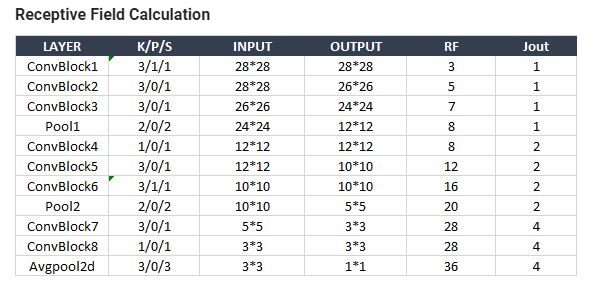 Receptive Field Calculation
LAYER K/P/S INPUT OUTPUT RF Jout
ConvBlock1 3/1/1 28*28 28*28 3 1
ConvBlock2 3/0/1 28*28 26*26 5 1
ConvBlock3 3/0/1 26*26 24*24 7 1
Pool1 2/0/2 24*24 12*12 8 1
ConvBlock4 1/0/1 12*12 12*12 8 2
ConvBlock5 3/0/1 12*12 10*10 12 2
ConvBlock6 3/1/1 10*10 10*10 16 2
Pool2 2/0/2 10*10 5*5 20 2
ConvBlock7 3/0/1 5*5 3*3 28 4
ConvBlock8 1/0/1 3*3 3*3 28 4
Avgpool2d 3/0/3 3*3 1*1 36 4